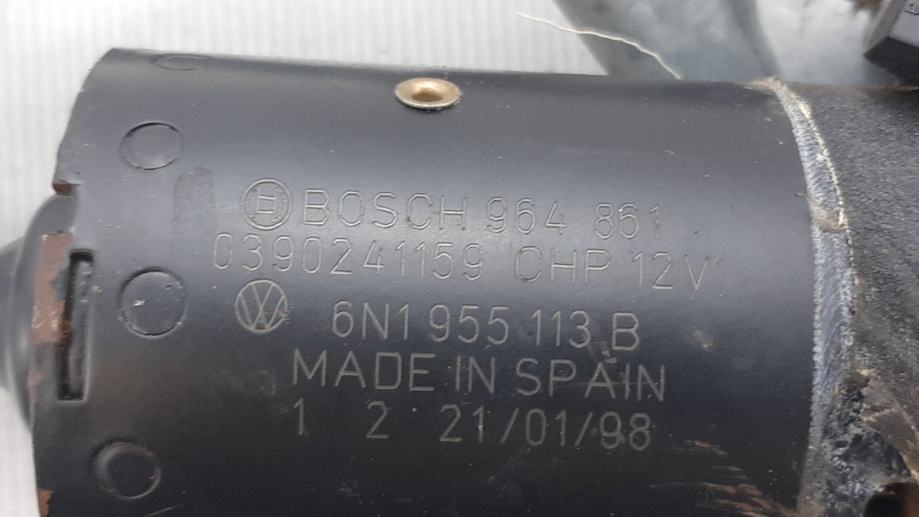 BOSCH 964 861
0390241159 CHP 12V
6N1 955 113 B
MADE IN SPAIN
1 2 21/01/98